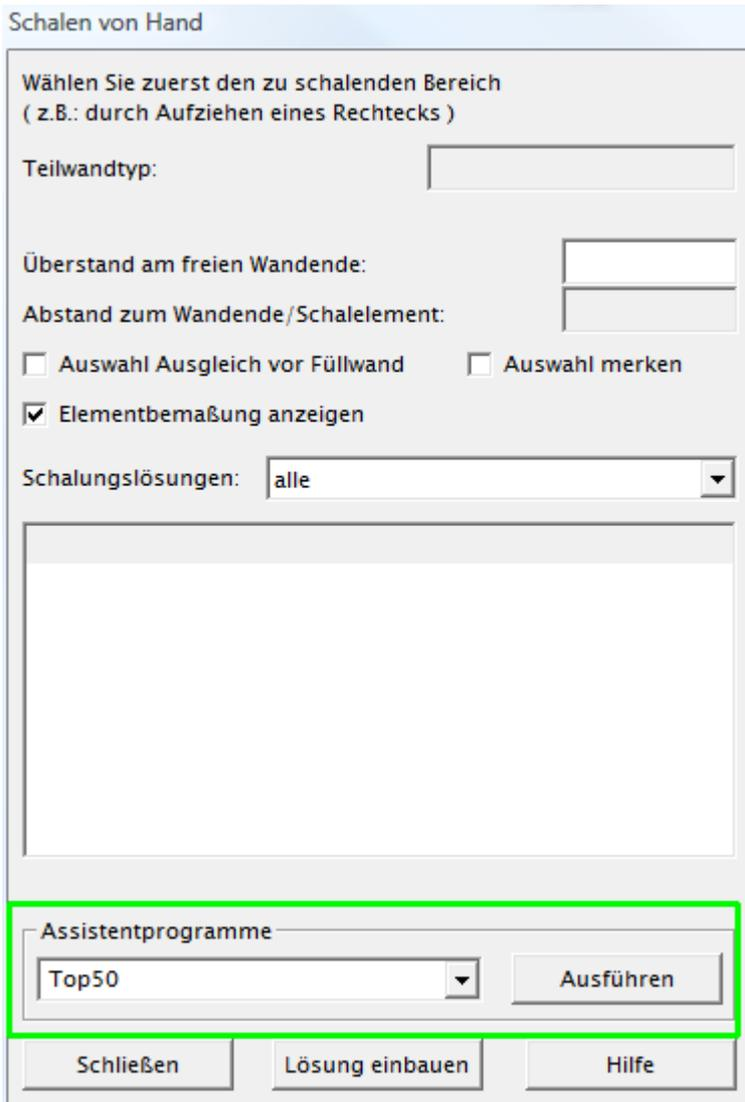 Schalen von Hand
Wählen Sie zuerst den zu schalenden Bereich
( z.B.: durch Aufziehen eines Rechtecks )
Teilwandtyp:
Überstand am freien Wandende:
Abstand zum Wandende/Schalelement:
Auswahl Ausgleich vor Füllwand Auswahl merken
Elementbemaßung anzeigen
Schalungslösungen: alle
Assistentprogramme
Top50 Ausführen
Schließen Lösung einbauen Hilfe